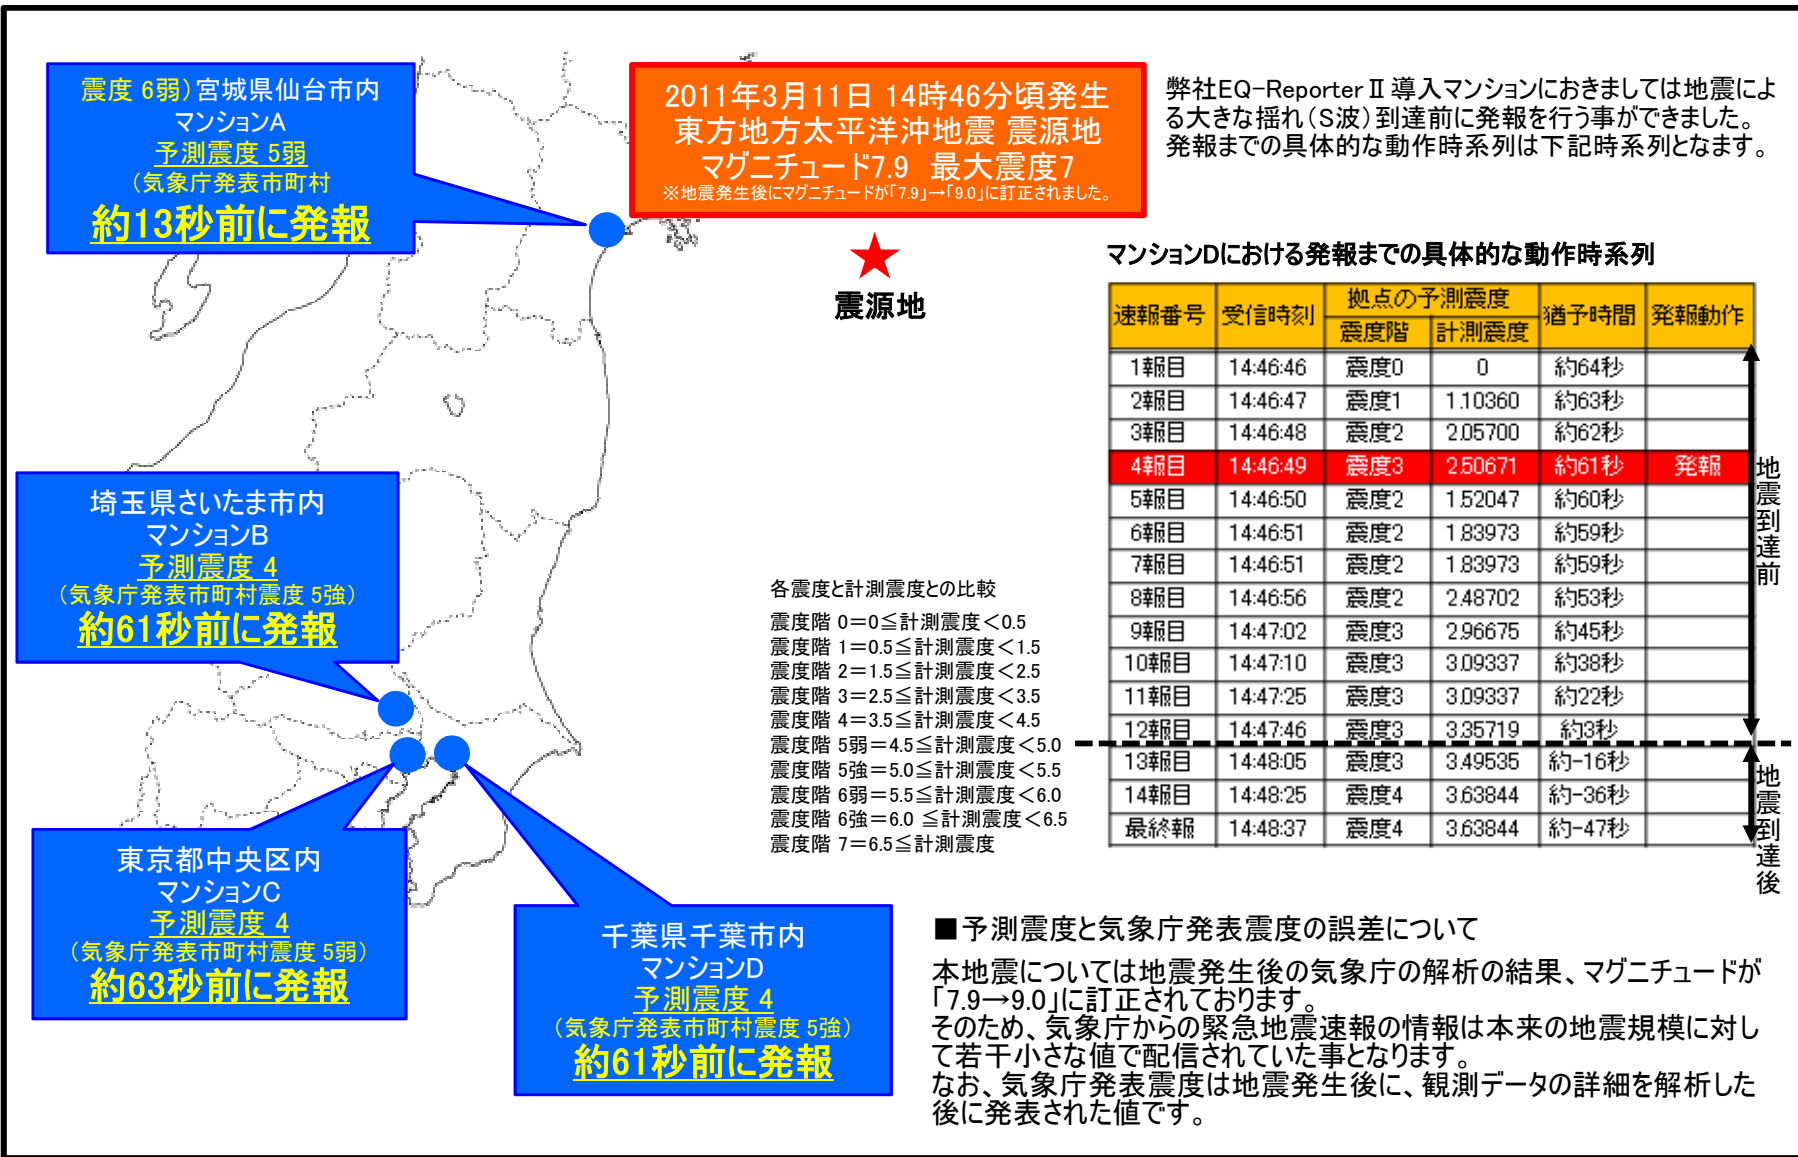 震度 6弱)宮城県仙台市内
マンションA
予測震度 5弱
(気象庁発表市町村
約13秒前に発報
2011年3月11日 14時46分頃発生
東方地方太平洋沖地震 震源地
マグニチュード7.9 最大震度7
※地震発生後にマグニチュードが「7.9」→「9.0」に訂正されました。
弊社EQ-ReporterⅡ導入マンションにおきましては地震によ
る大きな揺れ(S波)到達前に発報を行う事ができました。
発報までの具体的な動作時系列は下記時系列となます。
震源地
マンションDにおける発報までの具体的な動作時系列
速報番号 受信時刻 拠点の予測震度 猶予時間 発報動作
震度階 計測震度
1報目 14:46:46 震度0 0 約64秒
2報目 14:46:47 震度1 1.10360 約63秒
3報目 14:46:48 震度2 2.05700 約62秒
4報目 14:46:49 震度3 2.50671 約61秒 発報
5報目 14:46:50 震度2 1.52047 約60秒
6報目 14:46:51 震度2 1.83973 約59秒
7報目 14:46:51 震度2 1.83973 約59秒
8報目 14:46:56 震度2 2.48702 約53秒
9報目 14:47:02 震度3 2.96675 約45秒
10報目 14:47:10 震度3 3.09337 約38秒
11報目 14:47:25 震度3 3.09337 約22秒
12報目 14:47:46 震度3 3.35719 約3秒
13報目 14:48:05 震度3 3.49535 約-16秒
14報目 14:48:25 震度4 3.63844 約-36秒
最終報 14:48:37 震度4 3.63844 約-47秒
地震到達前
地震到達後
埼玉県さいたま市内
マンションB
予測震度 4
(気象庁発表市町村震度 5強)
約61秒前に発報
各震度と計測震度との比較
震度階 0=0≦計測震度<0.5
震度階 1=0.5≦計測震度<1.5
震度階 2=1.5≦計測震度<2.5
震度階 3=2.5≦計測震度<3.5
震度階 4=3.5≦計測震度<4.5
震度階 5弱=4.5≦計測震度<5.0
震度階 5強=5.0≦計測震度<5.5
震度階 6弱=5.5≦計測震度<6.0
震度階 6強=6.0 ≦計測震度<6.5
震度階 7=6.5≦計測震度
東京都中央区内
マンションC
予測震度 4
(気象庁発表市町村震度 5弱)
約63秒前に発報
千葉県千葉市内
マンションD
予測震度 4
(気象庁発表市町村震度 5強)
約61秒前に発報
■予測震度と気象庁発表震度の誤差について
本地震については地震発生後の気象庁の解析の結果、マグニチュードが
「7.9→9.0」に訂正されております。
そのため、気象庁からの緊急地震速報の情報は本来の地震規模に対し
て若干小さな値で配信されていた事となります。
なお、気象庁発表震度は地震発生後に、観測データの詳細を解析した
後に発表された値です。